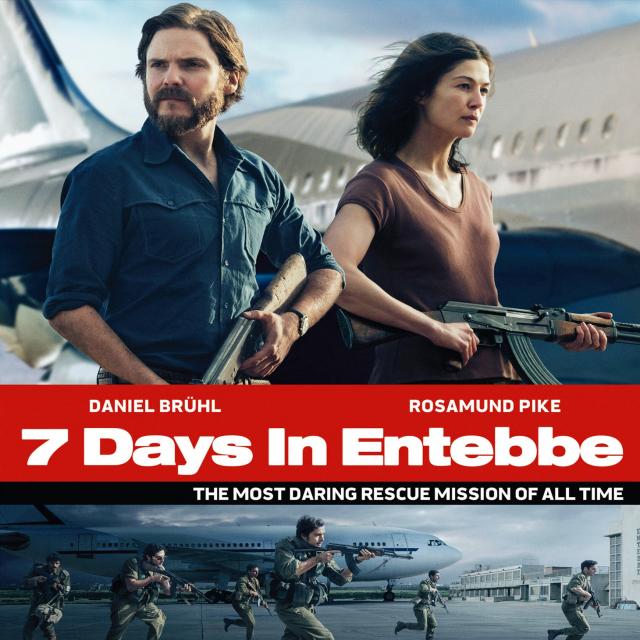 DANIEL BRÜHL ROSAMUND PIKE
7 Days In Entebbe
THE MOST DARING RESCUE MISSION OF ALL TIME